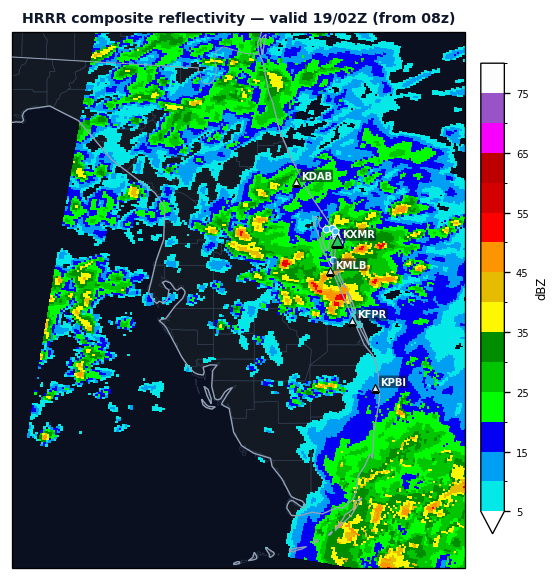 HRRR composite reflectivity — valid 19/02Z (from 08z)
KDAB
KXMR
KMLB
KFPR
KPBI
75
65
55
45
35
25
15
5
dBZ